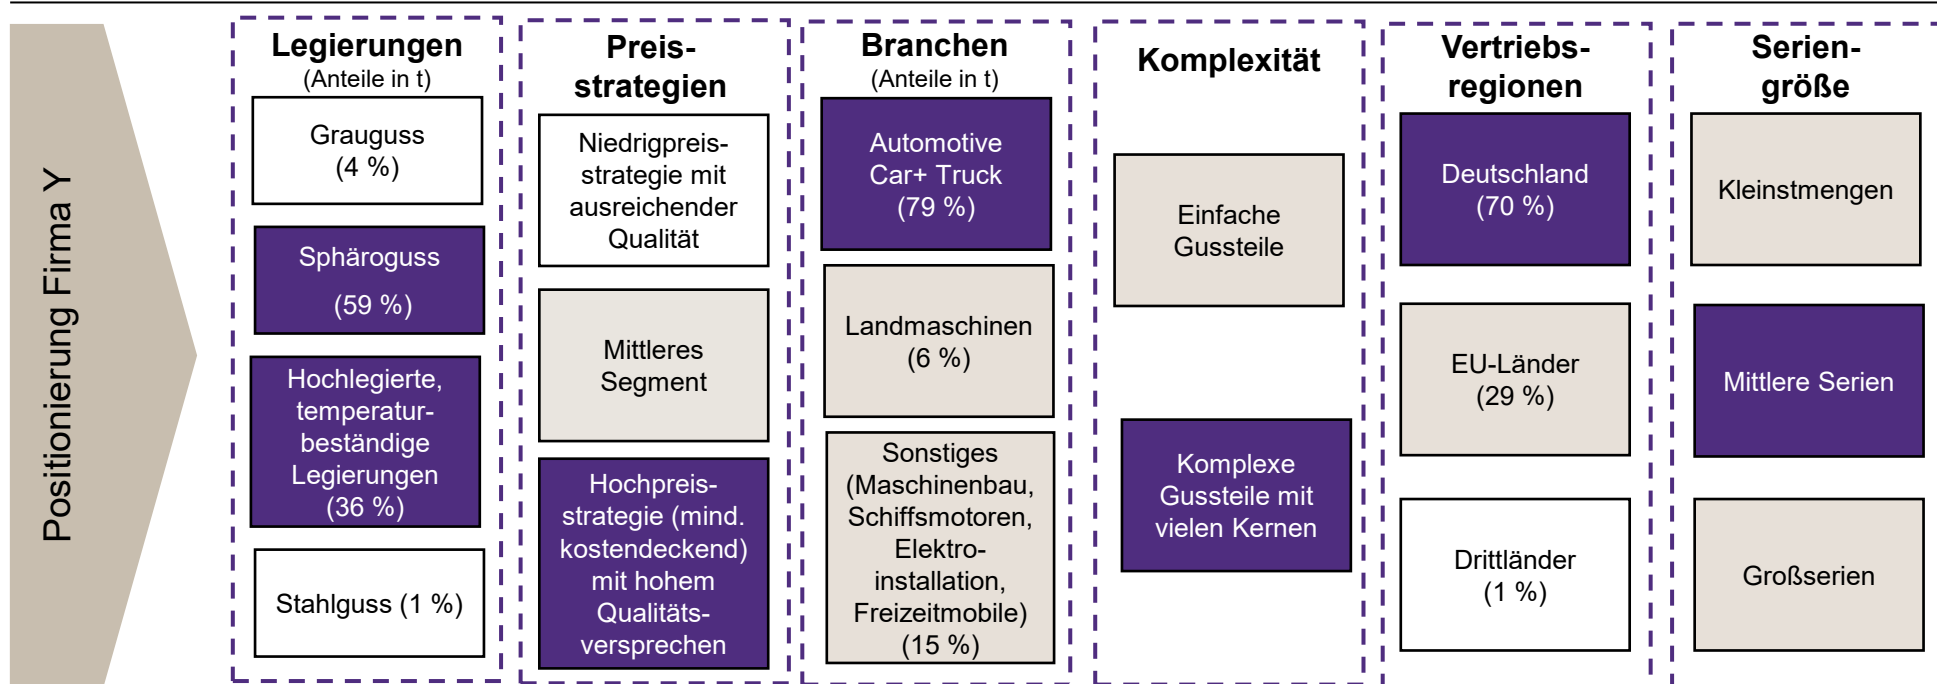 Positionierung Firma Y
Legierungen
(Anteile in t)
Grauguss
(4 %)
Sphäroguss
(59 %)
Hochlegierte,
temperatur-
beständige
Legierungen
(36 %)
Stahlguss (1 %)
Preis-
strategien
Niedrigpreis-
strategie mit
ausreichender
Qualität
Mittleres
Segment
Hochpreis-
strategie (mind.
kostendeckend)
mit hohem
Qualitäts-
versprechen
Branchen
(Anteile in t)
Automotive
Car+ Truck
(79 %)
Landmaschinen
(6 %)
Sonstiges
(Maschinenbau,
Schiffsmotoren,
Elektro-
installation,
Freizeitmobile)
(15 %)
Komplexität
Einfache
Gussteile
Komplexe
Gussteile mit
vielen Kernen
Vertriebs-
regionen
Deutschland
(70 %)
EU-Länder
(29 %)
Drittländer
(1 %)
Serien-
größe
Kleinstmengen
Mittlere Serien
Großserien